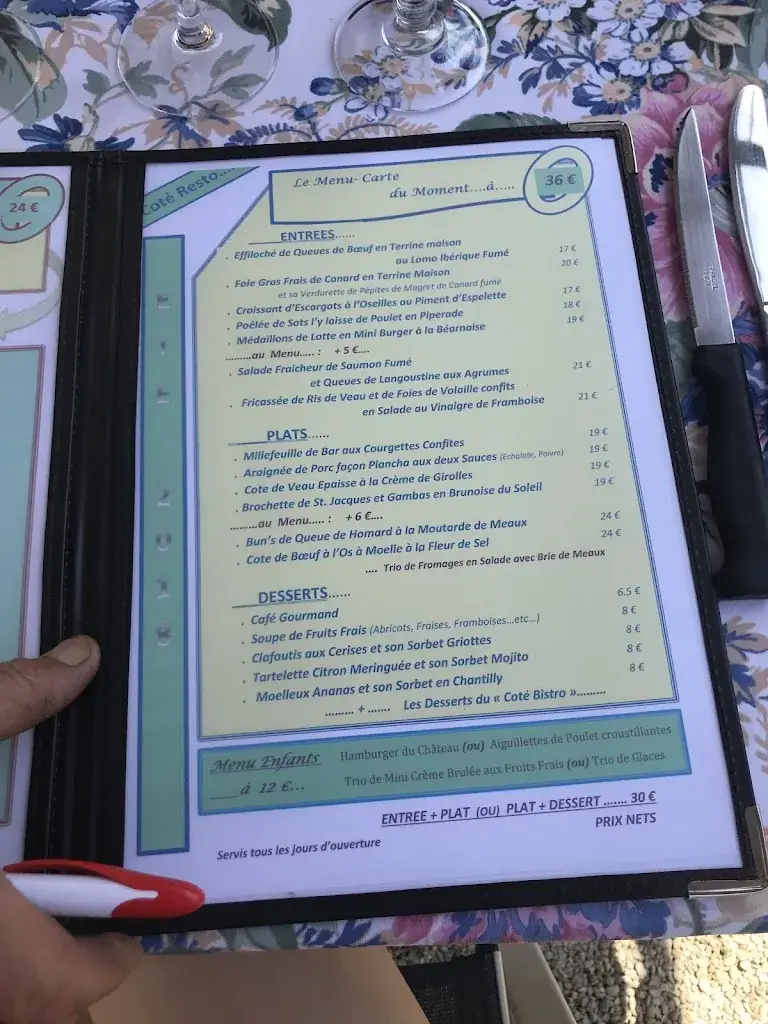 24 €
Coté Resto....
Le Menu- Carte
du Moment....à.....
36 €
ENTREES......
. Effiloché de Queues de Bœuf en Terrine maison
au Lomo Ibérique Fumé 17 €
. Foie Gras Frais de Canard en Terrine Maison 20 €
et sa Verdurette de Pépites de Magret de Canard fumé
. Croissant d'Escargots à l'Oseilles au Piment d'Espelette 17 €
. Poêlée de Sots l'y laisse de Poulet en Piperade 18 €
. Médaillons de Lotte en Mini Burger à la Béarnaise 19 €
.........au Menu..... : + 5 €....
. Salade Fraicheur de Saumon Fumé
et Queues de Langoustine aux Agrumes 21 €
. Fricassée de Ris de Veau et de Foies de Volaille confits
en Salade au Vinaigre de Framboise 21 €
PLATS......
. Millefeuille de Bar aux Courgettes Confites 19 €
. Araignée de Porc façon Plancha aux deux Sauces (Echalote, Poivre) 19 €
. Cote de Veau Epaisse à la Crème de Girolles 19 €
. Brochette de St. Jacques et Gambas en Brunoise du Soleil 19 €
.........au Menu..... : + 6 €....
. Bun's de Queue de Homard à la Moutarde de Meaux 24 €
. Cote de Bœuf à l'Os à Moelle à la Fleur de Sel 24 €
.... Trio de Fromages en Salade avec Brie de Meaux
DESSERTS......
. Café Gourmand 6.5 €
. Soupe de Fruits Frais (Abricots, Fraises, Framboises...etc...) 8 €
. Clafoutis aux Cerises et son Sorbet Griottes 8 €
. Tartelette Citron Meringuée et son Sorbet Mojito 8 €
. Moelleux Ananas et son Sorbet en Chantilly 8 €
......... + ....... Les Desserts du « Coté Bistro ».........
Menu Enfants
à 12 €...
Hamburger du Château (ou) Aiguillettes de Poulet croustillantes
Trio de Mini Crème Brulée aux Fruits Frais (ou) Trio de Glaces
ENTREE + PLAT (OU) PLAT + DESSERT ....... 30 €
PRIX NETS
Servis tous les jours d'ouverture